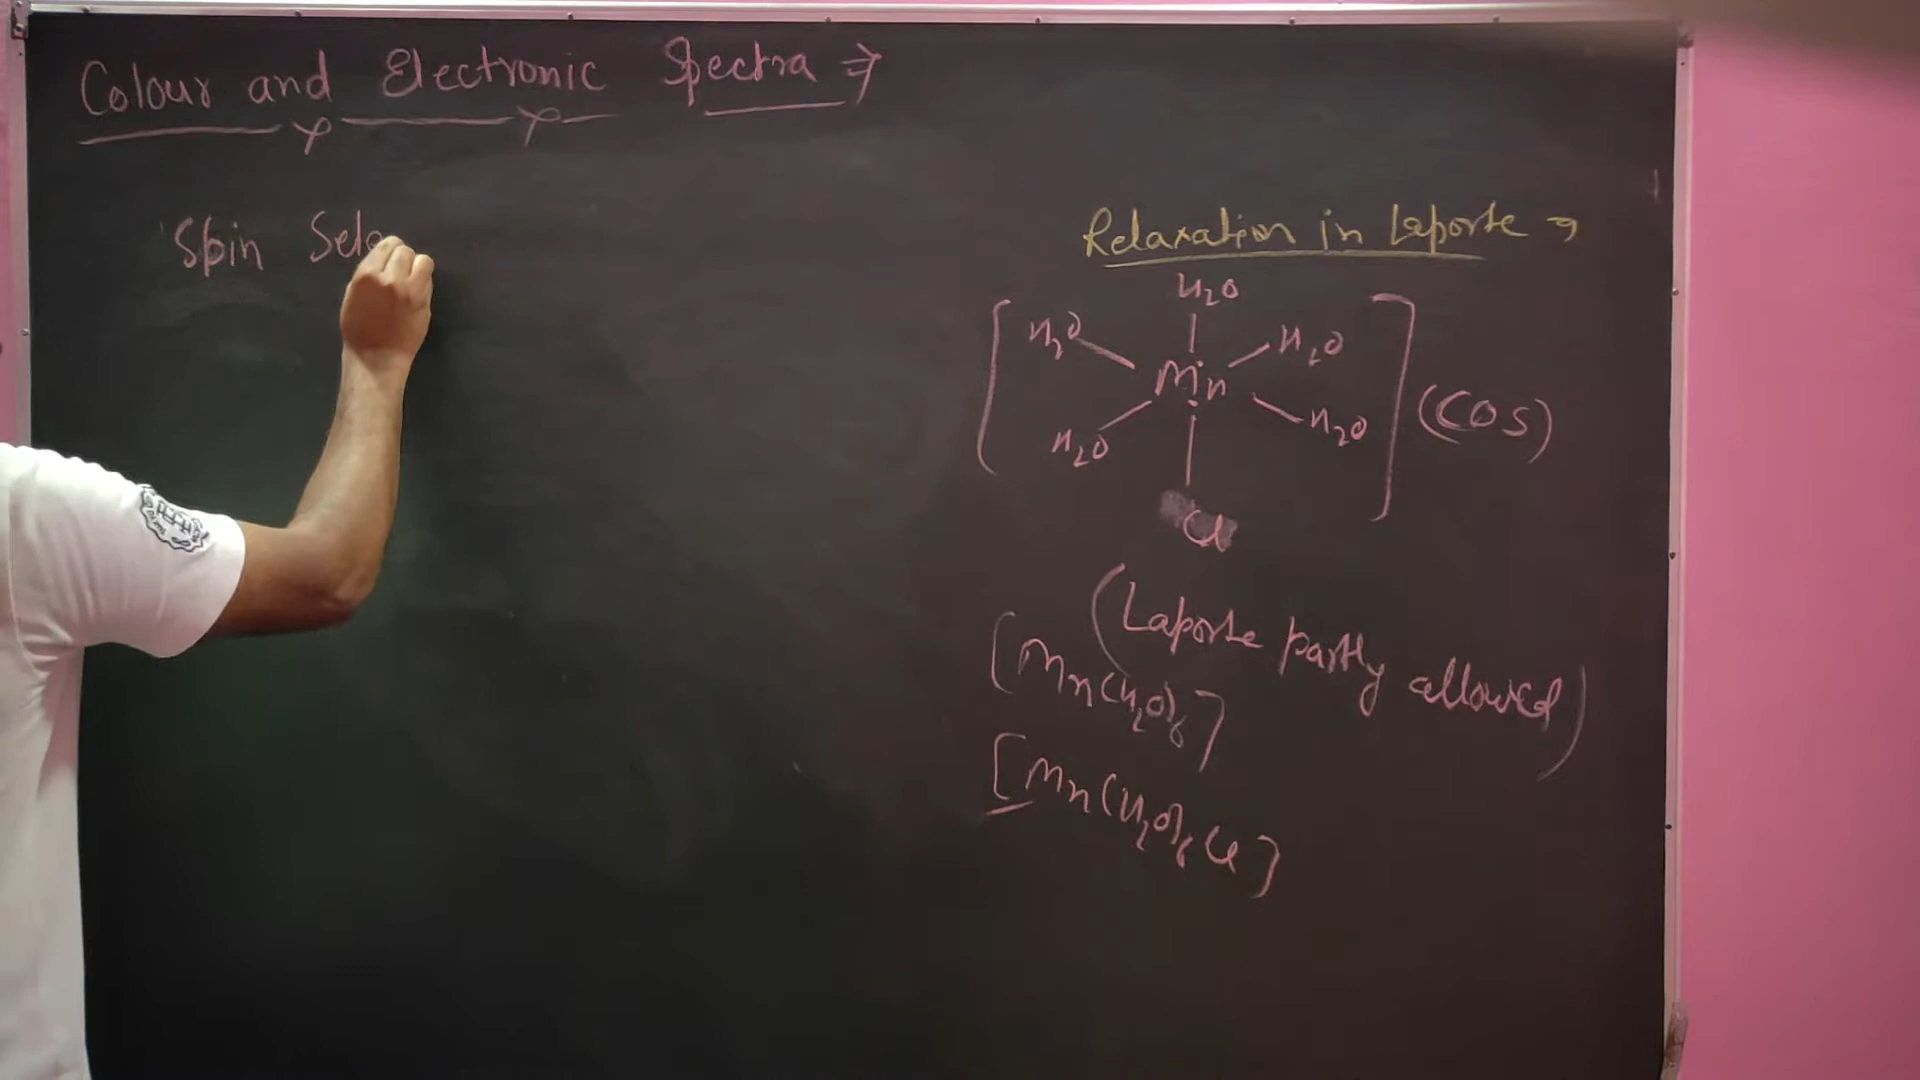 Colour and Electronic Spectra ⇒
Spin Sele
Relaxation in Laporte →
H2O
H2O H2O
Mn
H2O H2O
(COS)
Cl
(Laporte partly allowed)
[Mn(H2O)6]
[Mn(H2O)6Cl]